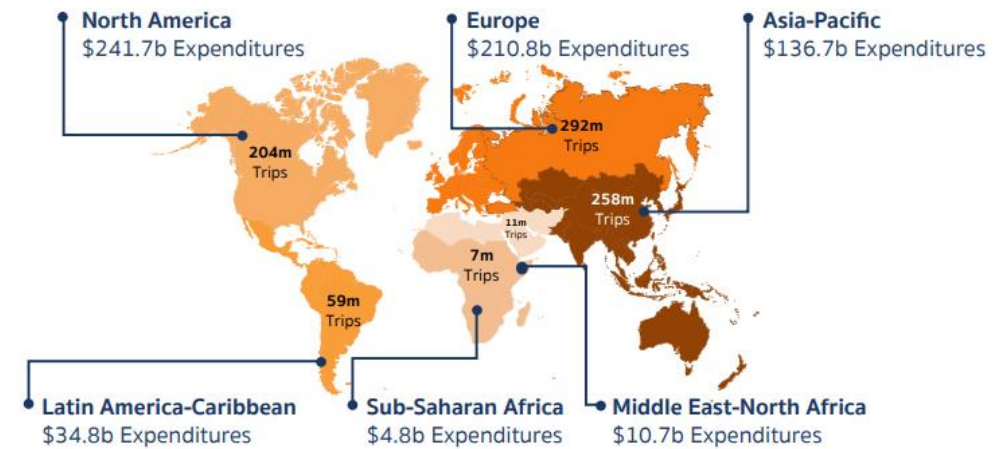 North America
$241.7b Expenditures
Europe
$210.8b Expenditures
Asia-Pacific
$136.7b Expenditures
204m
Trips
292m
Trips
258m
Trips
11m
Trips
7m
Trips
59m
Trips
Latin America-Caribbean
$34.8b Expenditures
Sub-Saharan Africa
$4.8b Expenditures
Middle East-North Africa
$10.7b Expenditures